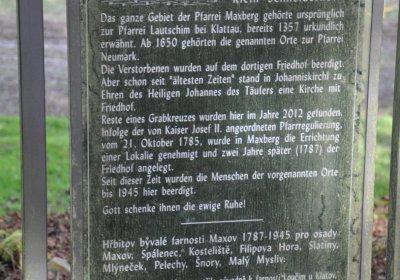 Das ganze Gebiet der Pfarrei Maxberg gehörte ursprünglich
zur Pfarrei Lautschim bei Klattau, bereits 1357 urkundlich
erwähnt. Ab 1650 gehörten die genannten Orte zur Pfarrei
Neumark.
Die Verstorbenen wurden auf dem dortigen Friedhof beerdigt.
Aber schon seit "ältesten Zeiten" stand in Johanniskirchl zu
Ehren des Heiligen Johannes des Täufers eine Kirche mit
Friedhof.
Reste eines Grabkreuzes wurden hier im Jahre 2012 gefunden.
Infolge der von Kaiser Josef II. angeordneten Pfarregulierung,
vom 21. Oktober 1785, wurde in Maxberg die Errichtung
einer Lokalie genehmigt und zwei Jahre später (1787) der
Friedhof angelegt.
Seit dieser Zeit wurden die Menschen der vorgenannten Orte
bis 1945 hier beerdigt.
Gott schenke ihnen die ewige Ruhe!
Hřbitov bývalé farnosti Maxov 1787-1945 pro osady
Maxov, Spálenec, Kosteliště, Filipova Hora, Slatiny,
Mlýneček, Pelechy, Šnory, Malý Myslív.
k farnosti Loučim u Klatov,